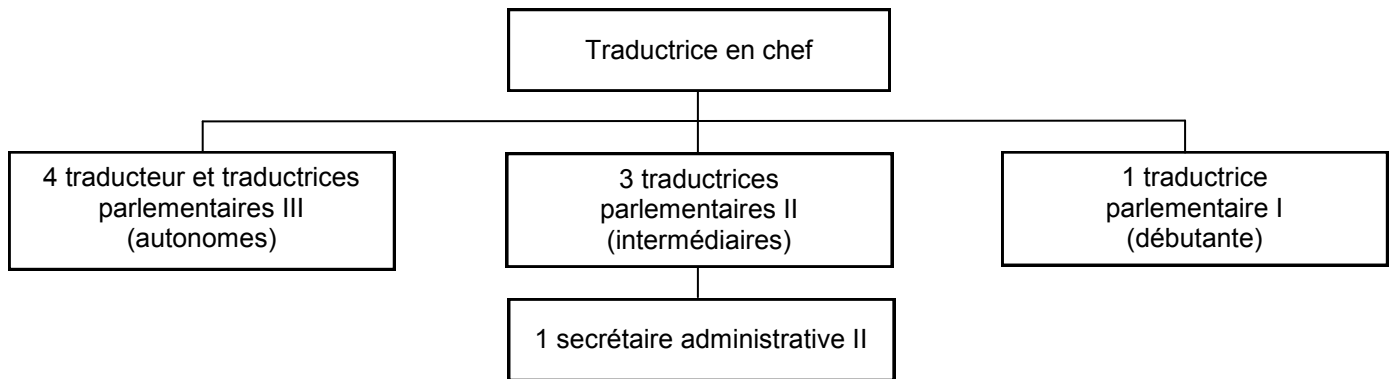 Traductrice en chef
4 traducteur et traductrices
parlementaires III
(autonomes)
3 traductrices
parlementaires II
(intermédiaires)
1 traductrice
parlementaire I
(débutante)
1 secrétaire administrative II